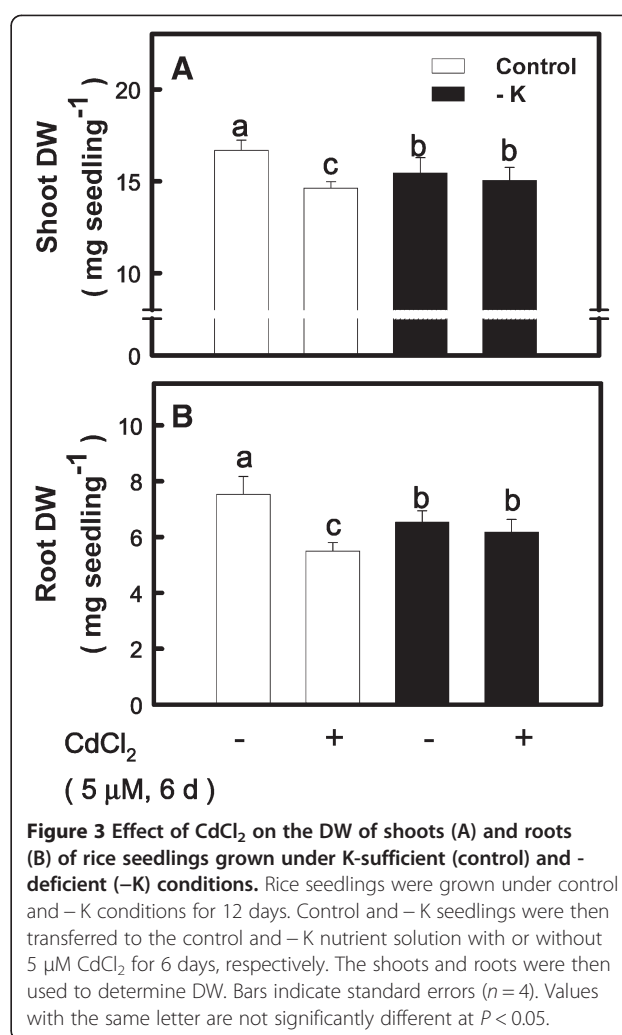 A
Control
- K
Shoot DW
( mg seedling-1 )
20
15
10
0
a
c
b
b
B
Root DW
( mg seedling-1 )
10
8
6
4
2
0
a
c
b
b
CdCl2 - + - +
( 5 µM, 6 d )
Figure 3 Effect of CdCl2 on the DW of shoots (A) and roots
(B) of rice seedlings grown under K-sufficient (control) and -
deficient (−K) conditions. Rice seedlings were grown under control
and − K conditions for 12 days. Control and − K seedlings were then
transferred to the control and − K nutrient solution with or without
5 μM CdCl2 for 6 days, respectively. The shoots and roots were then
used to determine DW. Bars indicate standard errors (n = 4). Values
with the same letter are not significantly different at P < 0.05.